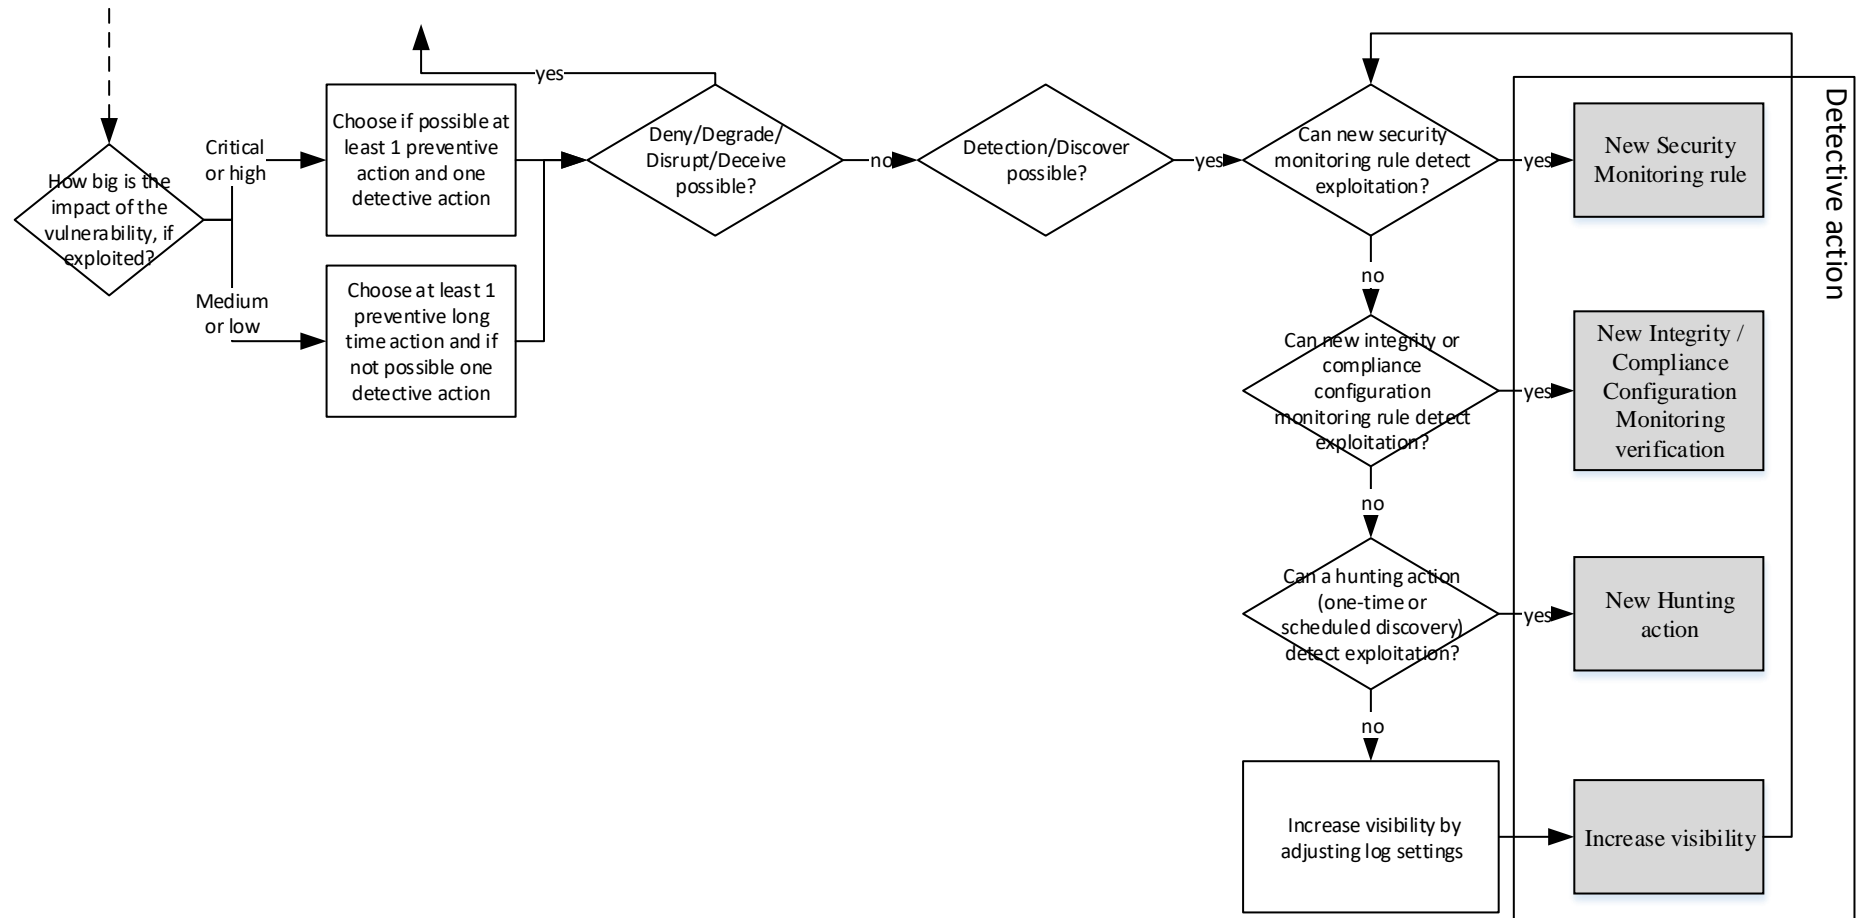 How big is the
impact of the
vulnerability, if
exploited?
Critical
or high
Medium
or low
Choose if possible at
least 1 preventive
action and one
detective action
Choose at least 1
preventive long
time action and if
not possible one
detective action
yes
Deny/Degrade/
Disrupt/Deceive
possible?
no
Detection/Discover
possible?
yes
Can new security
monitoring rule detect
exploitation?
yes
New Security
Monitoring rule
no
Can new integrity or
compliance
configuration
monitoring rule detect
exploitation?
yes
New Integrity /
Compliance
Configuration
Monitoring
verification
no
Can a hunting action
(one-time or
scheduled discovery)
detect exploitation?
yes
New Hunting
action
no
Increase visibility by
adjusting log settings
Increase visibility
Detective action